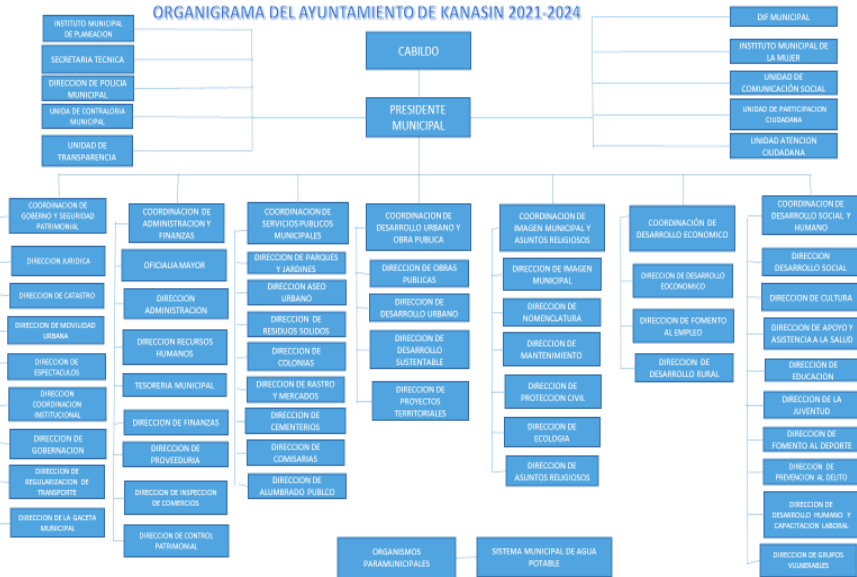 ORGANIGRAMA DEL AYUNTAMIENTO DE KANASIN 2021-2024
INSTITUTO MUNICIPAL
DE PLANEACION
SECRETARIA TECNICA
DIRECCION DE POLICIA
MUNICIPAL
UNIDA DE CONTRALORIA
MUNICIPAL
UNIDAD DE
TRANSPARENCIA
CABILDO
PRESIDENTE
MUNICIPAL
DIF MUNICIPAL
INSTITUTO MUNICIPAL DE
LA MUJER
UNIDAD DE
COMUNICACIÓN SOCIAL
UNIDAD DE PARTICIPACION
CIUDADANA
UNIDAD ATENCION
CIUDADANA
COORDINACION DE
GOBIERNO Y SEGURIDAD
PATRIMONIAL
DIRECCION JURIDICA
DIRECCION DE CATASTRO
DIRECCION DE MOVILIDAD
URBANA
DIRECCION DE
ESPECTACULOS
DIRECCION
COORDINACION
INSTITUCIONAL
DIRECCION DE
GOBERNACION
DIRECCION DE
REGULARIZACION DE
TRANSPORTE
DIRECCION DE LA GACETA
MUNICIPAL
COORDINACION DE
ADMINISTRACION Y
FINANZAS
OFICIALIA MAYOR
DIRECCIÓN
ADMINISTRACION
DIRECCION RECURSOS
HUMANOS
TESORERIA MUNICIPAL
DIRECCION DE FINANZAS
DIRECCION DE
PROVEEDURIA
DIRECCION DE INSPECCION
DE COMERCIOS
DIRECCION DE CONTROL
PATRIMONIAL
COORDINACION DE
SERVICIOS PUBLICOS
MUNICIPALES
DIRECCION DE PARQUES
Y JARDINES
DIRECCION ASEO
URBANO
DIRECCION DE
RESIDUOS SOLIDOS
DIRECCION DE
COLONIAS
DIRECCION DE RASTRO
Y MERCADOS
DIRECCION DE
CEMENTERIOS
DIRECCION DE
COMISARIAS
DIRECCION DE
ALUMBRADO PUBLCO
COORDINACION DE
DESARROLLO URBANO Y
OBRA PUBLICA
DIRECCION DE OBRAS
PUBLICAS
DIRECCION DE
DESARROLLO URBANO
DIRECCION DE
DESARROLLO
SUSTENTABLE
DIRECCION DE
PROYECTOS
TERRITORIALES
COORDINACION DE
IMAGEN MUNICIPAL Y
ASUNTOS RELIGIOSOS
DIRECCION DE IMAGEN
MUNICIPAL
DIRECCION DE
NOMENCLATURA
DIRECCION DE
MANTENIMIENTO
DIRECCION DE
PROTECCION CIVIL
DIRECCION DE
ECOLOGIA
DIRECCION DE
ASUNTOS RELIGIOSOS
COORDINACIÓN DE
DESARROLLO ECONOMICO
DIRECCION DE DESARROLLO
EOCONOMICO
DIRECCION DE FOMENTO
AL EMPLEO
DIRECCION DE
DESARROLLO RURAL
COORDINACION DE
DESARROLLO SOCIAL Y
HUMANO
DIRECCION
DESARROLLO SOCIAL
DIRECCION DE CULTURA
DIRECCION DE APOYO Y
ASISTENCIA A LA SALUD
DIRECCION DE
EDUCACION
DIRECCION DE LA
JUVENTUD
DIRECCION DE
FOMENTO AL DEPORTE
DIRECCION DE
PREVENCION AL DELITO
DIRECCION DE
DESARROLLO HUMANO Y
CAPACITACION LABORAL
DIRECCION DE GRUPOS
VULNERABLES
ORGANISMOS
PARAMUNICIPALES
SISTEMA MUNICIPAL DE AGUA
POTABLE